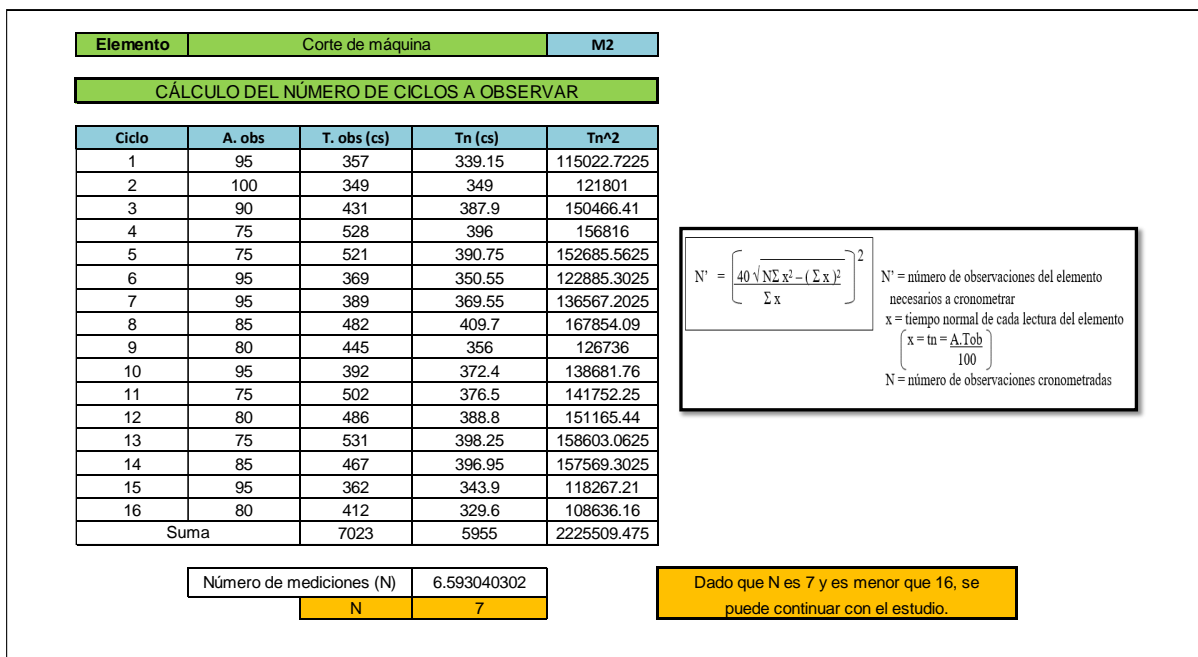 Elemento Corte de máquina M2
CÁLCULO DEL NÚMERO DE CICLOS A OBSERVAR
Ciclo A. obs T. obs (cs) Tn (cs) Tn^2
1 95 357 339.15 115022.7225
2 100 349 349 121801
3 90 431 387.9 150466.41
4 75 528 396 156816
5 75 521 390.75 152685.5625
6 95 369 350.55 122885.3025
7 95 389 369.55 136567.2025
8 85 482 409.7 167854.09
9 80 445 356 126736
10 95 392 372.4 138681.76
11 75 502 376.5 141752.25
12 80 486 388.8 151165.44
13 75 531 398.25 158603.0625
14 85 467 396.95 157569.3025
15 95 362 343.9 118267.21
16 80 412 329.6 108636.16
Suma 7023 5955 2225509.475
N' = ( 40 √ NΣ x² – ( Σ x )² ) 2
Σ x
N' = número de observaciones del elemento
necesarios a cronometrar
x = tiempo normal de cada lectura del elemento
( x = tn = A.Tob )
100
N = número de observaciones cronometradas
Número de mediciones (N) 6.593040302
N 7
Dado que N es 7 y es menor que 16, se
puede continuar con el estudio.